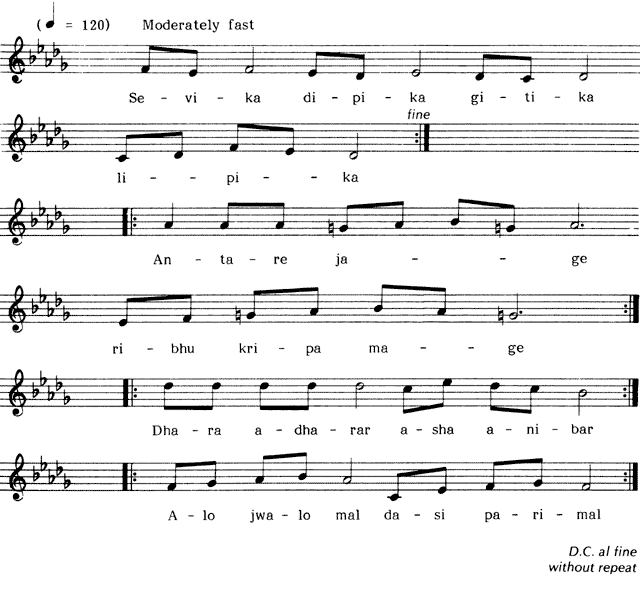 (♩ = 120) Moderately fast
Se - vi - ka di - pi - ka gi - ti - ka
fine
li - pi - ka
An - ta - re ja - - ge
ri - bhu kri - pa ma - - ge
Dha - ra a - dha - rar a - sha a - ni - bar
A - lo jwa - lo mal da - si pa - ri - mal
D.C. al fine
without repeat